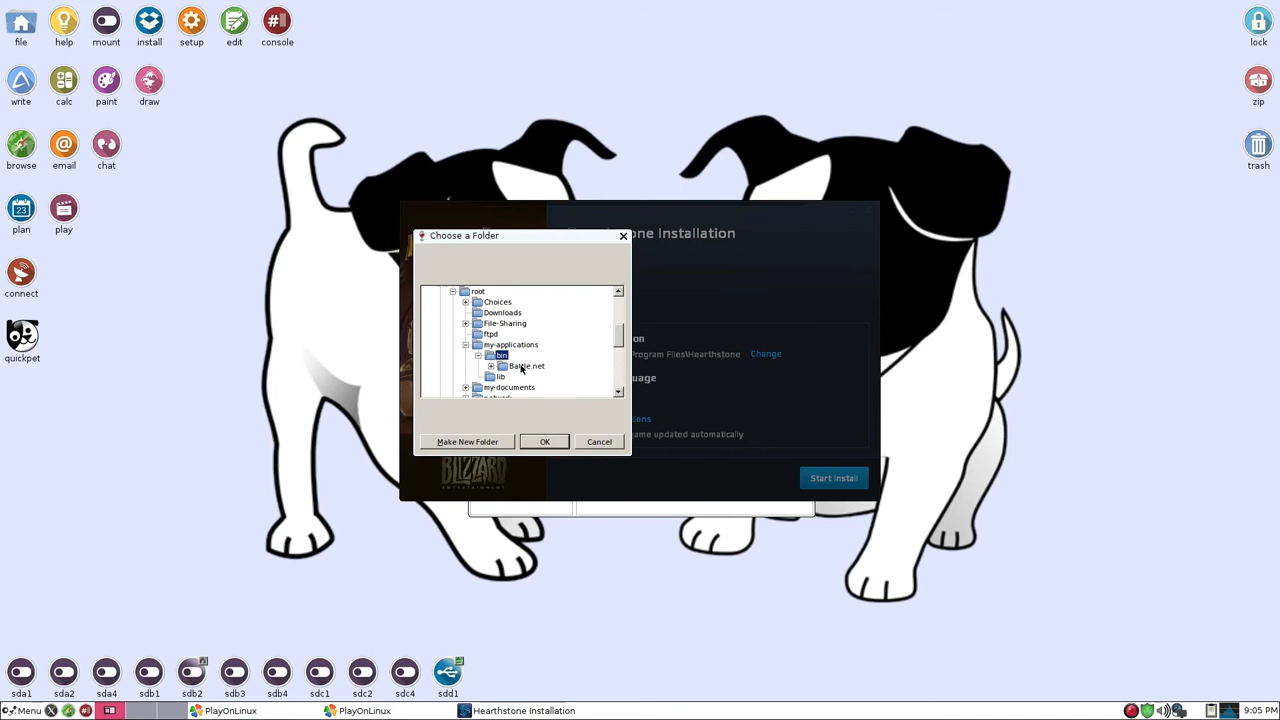 file help mount install setup edit console lock
write calc paint draw zip
browse email chat trash
plan 23 play
connect
quickpet
one Installation
Choose a Folder
root
Choices
Downloads
File-Sharing
ftpd
my-applications
bin
Battle.net
lib
my-documents
Make New Folder OK Cancel
on
Program Files\Hearthstone Change
uage
ions
ame updated automatically
BLIZZARD
ENTERTAINMENT
Start Install
sda1 sda2 sda4 sdb1 sdb2 sdb3 sdb4 sdc1 sdc2 sdc4 sdd1
Menu PlayOnLinux PlayOnLinux Hearthstone Installation 9:05 PM